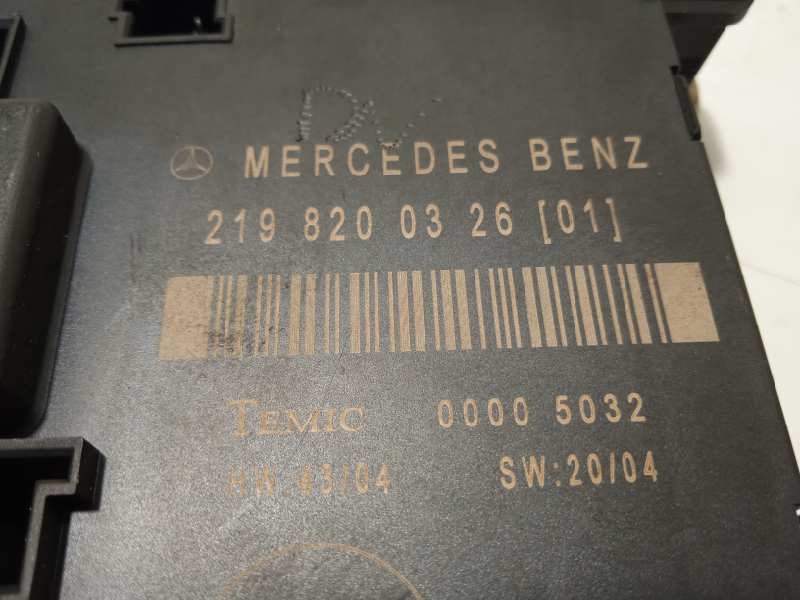 MERCEDES BENZ
219 820 03 26 [01]
TEMIC 0000 5032
HW:43/04 SW:20/04